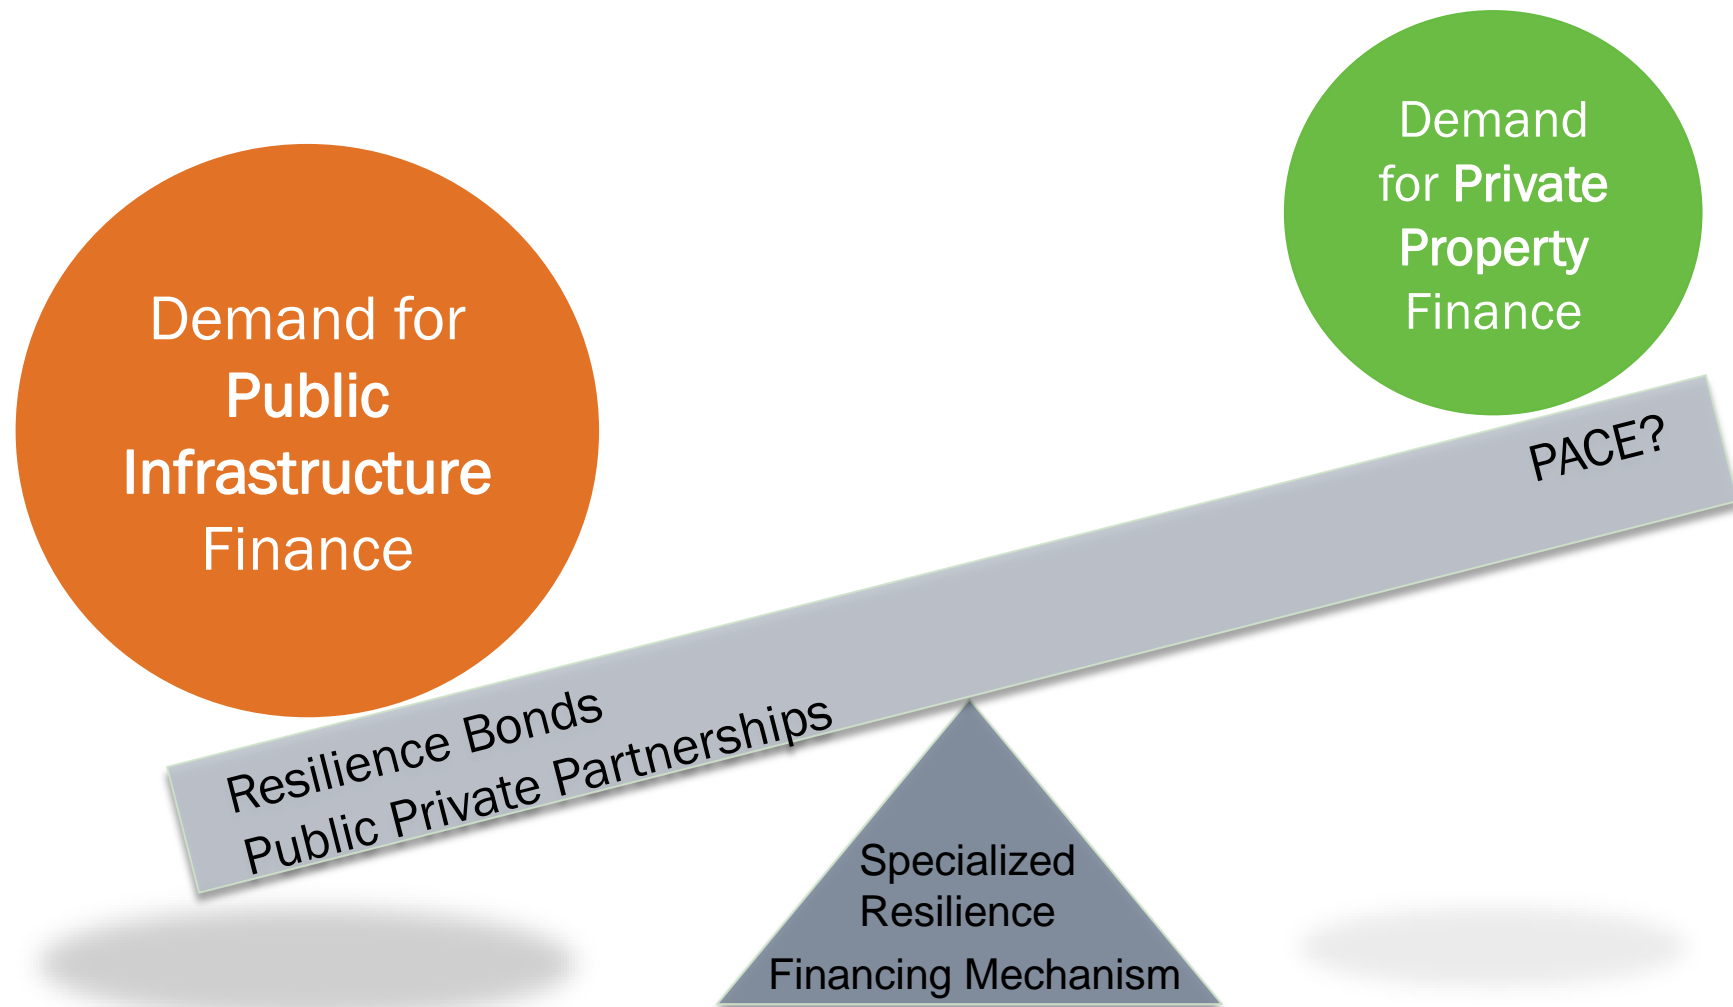 Demand for
Public
Infrastructure
Finance
Demand
for Private
Property
Finance
PACE?
Resilience Bonds
Public Private Partnerships
Specialized
Resilience
Financing Mechanism